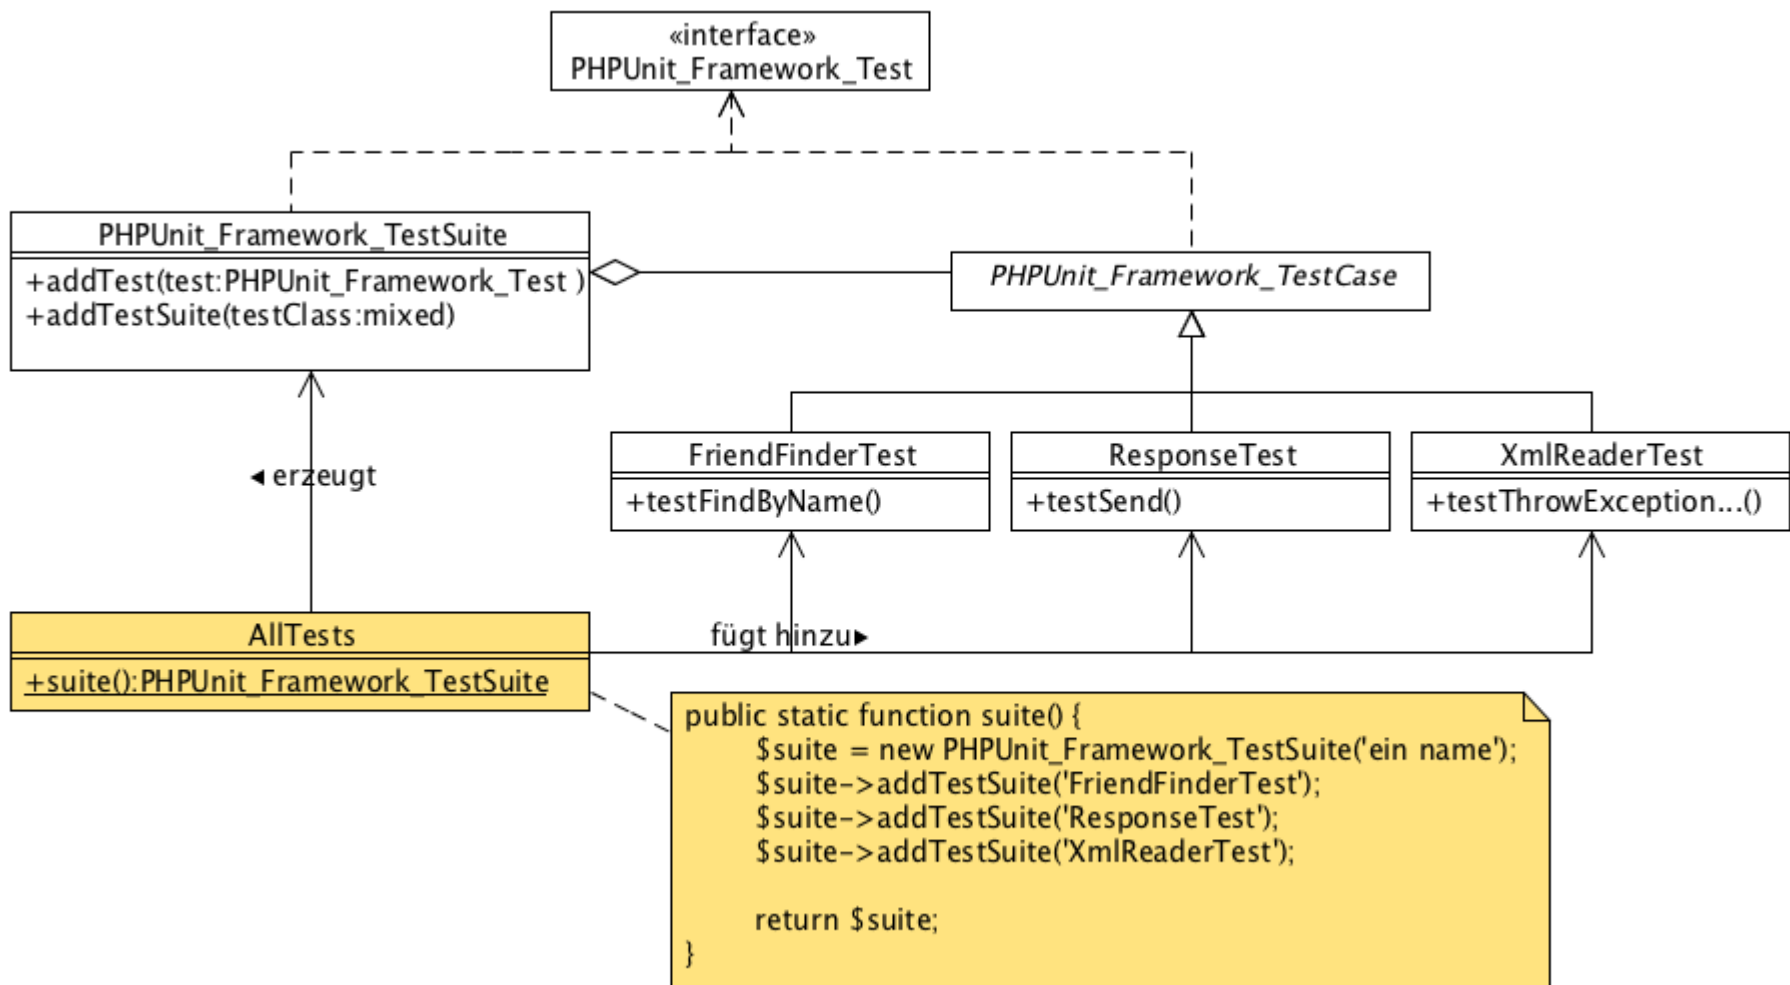 «interface»
PHPUnit_Framework_Test
PHPUnit_Framework_TestSuite
+addTest(test:PHPUnit_Framework_Test )
+addTestSuite(testClass:mixed)
PHPUnit_Framework_TestCase
FriendFinderTest
+testFindByName()
ResponseTest
+testSend()
XmlReaderTest
+testThrowException...()
◄ erzeugt
AllTests
+suite():PHPUnit_Framework_TestSuite
fügt hinzu►
public static function suite() {
$suite = new PHPUnit_Framework_TestSuite('ein name');
$suite->addTestSuite('FriendFinderTest');
$suite->addTestSuite('ResponseTest');
$suite->addTestSuite('XmlReaderTest');
return $suite;
}